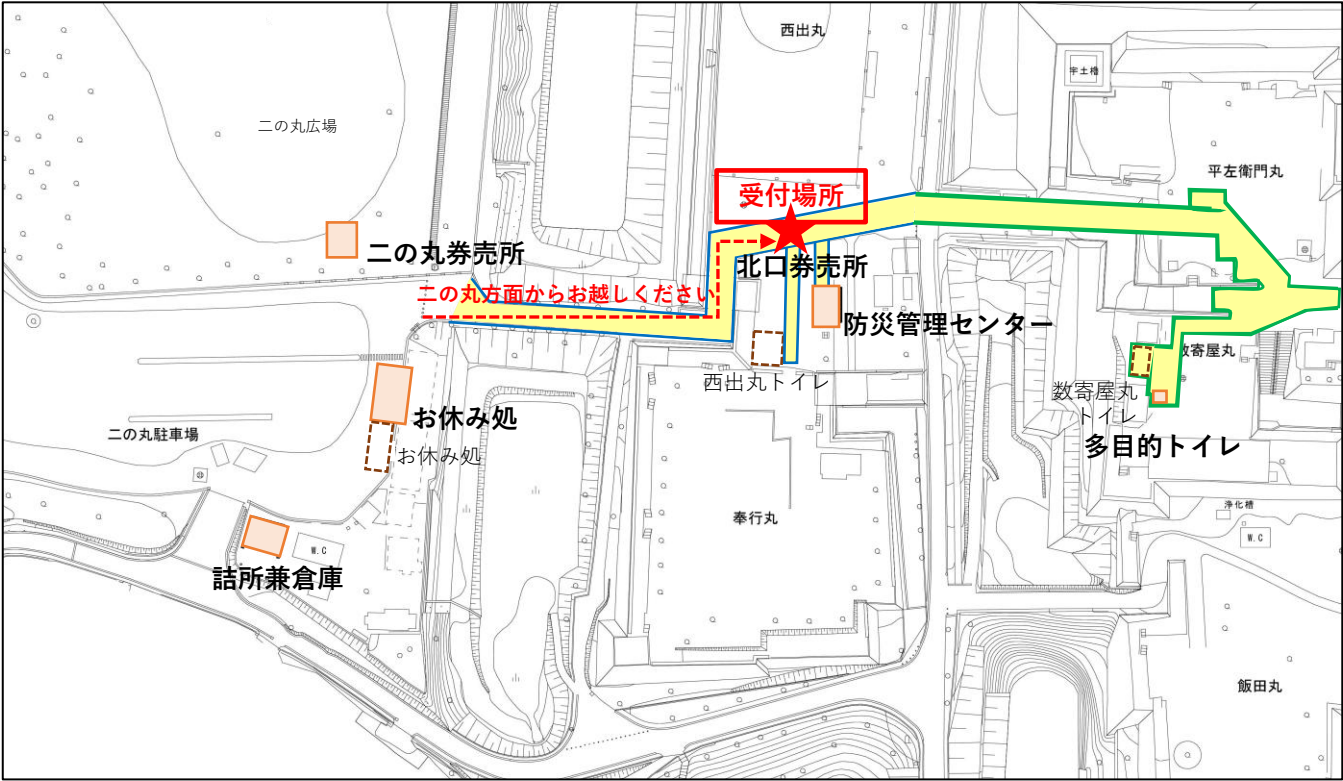 西出丸
宇土櫓
二の丸広場
平左衛門丸
受付場所
二の丸券売所
北口券売所
二の丸方面からお越しください
防災管理センター
西出丸トイレ
数寄屋丸
数寄屋丸
トイレ
多目的トイレ
お休み処
お休み処
二の丸駐車場
浄化槽
奉行丸
W.C
W.C
詰所兼倉庫
飯田丸